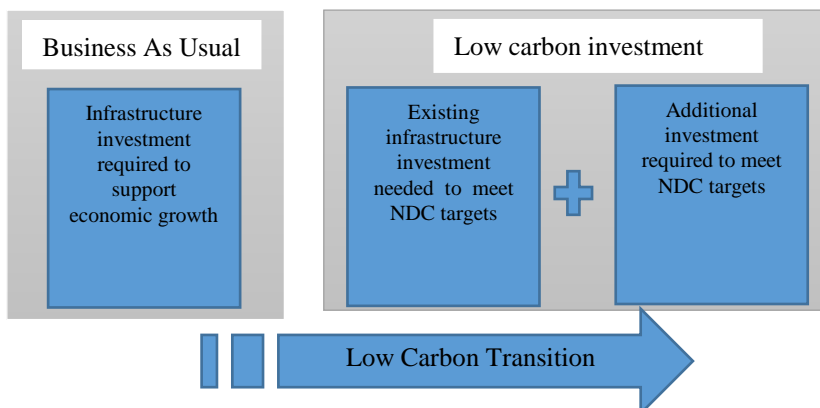 Business As Usual
Infrastructure
investment
required to
support
economic growth
Low carbon investment
Existing
infrastructure
investment
needed to meet
NDC targets
Additional
investment
required to meet
NDC targets
Low Carbon Transition